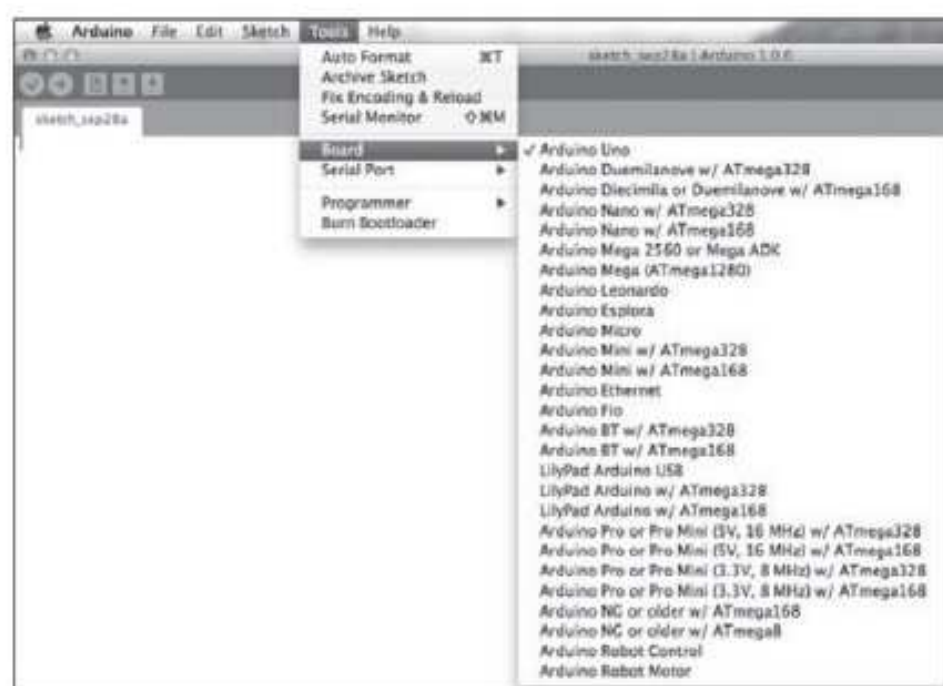 Arduino File Edit Sketch Tools Help
sketch_sep28a | Arduino 1.0.6
sketch_sep28a
Auto Format ⌘T
Archive Sketch
Fix Encoding & Reload
Serial Monitor ⇧⌘M
Board
Serial Port
Programmer
Burn Bootloader
✓ Arduino Uno
Arduino Duemilanove w/ ATmega328
Arduino Diecimila or Duemilanove w/ ATmega168
Arduino Nano w/ ATmega328
Arduino Nano w/ ATmega168
Arduino Mega 2560 or Mega ADK
Arduino Mega (ATmega1280)
Arduino Leonardo
Arduino Esplora
Arduino Micro
Arduino Mini w/ ATmega328
Arduino Mini w/ ATmega168
Arduino Ethernet
Arduino Fio
Arduino BT w/ ATmega328
Arduino BT w/ ATmega168
LilyPad Arduino USB
LilyPad Arduino w/ ATmega328
LilyPad Arduino w/ ATmega168
Arduino Pro or Pro Mini (5V, 16 MHz) w/ ATmega328
Arduino Pro or Pro Mini (5V, 16 MHz) w/ ATmega168
Arduino Pro or Pro Mini (3.3V, 8 MHz) w/ ATmega328
Arduino Pro or Pro Mini (3.3V, 8 MHz) w/ ATmega168
Arduino NG or older w/ ATmega168
Arduino NG or older w/ ATmega8
Arduino Robot Control
Arduino Robot Motor